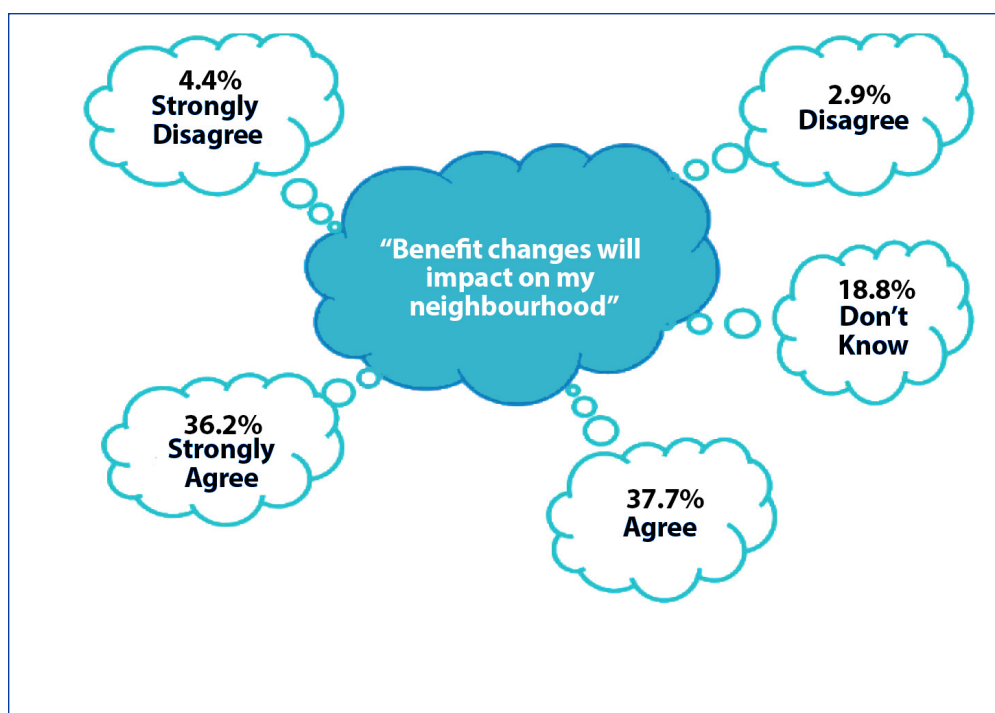 4.4%
Strongly
Disagree
2.9%
Disagree
“Benefit changes will
impact on my
neighbourhood”
18.8%
Don’t
Know
36.2%
Strongly
Agree
37.7%
Agree